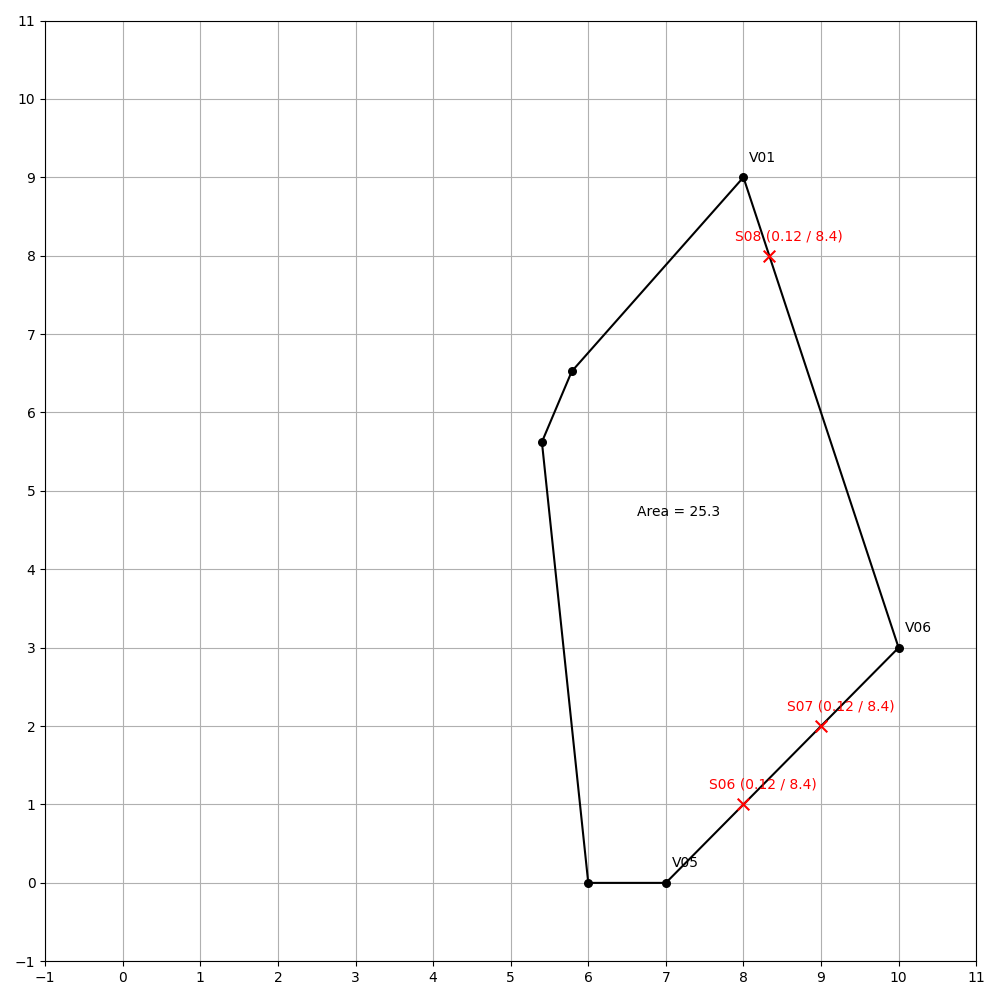 11
10
9
8
7
6
5
4
3
2
1
0
−1
V01
S08 (0.12 / 8.4)
Area = 25.3
V06
S07 (0.12 / 8.4)
S06 (0.12 / 8.4)
V05
−1 0 1 2 3 4 5 6 7 8 9 10 11